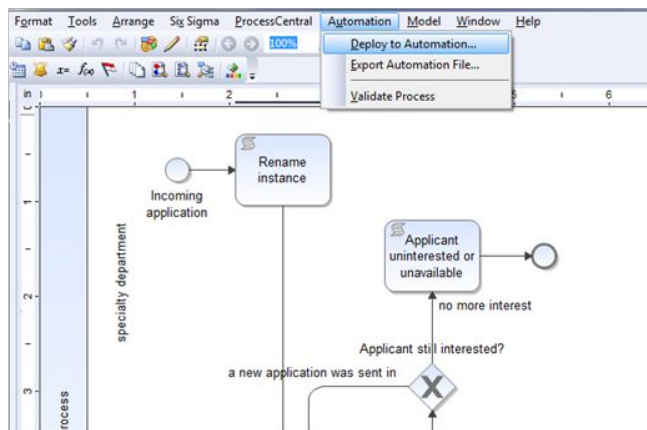 Format Tools Arrange Six Sigma ProcessCentral Automation Model Window Help
100%
Deploy to Automation...
Export Automation File...
Validate Process
x= f(x)
in 1 2 5 6
Rename
instance
Incoming
application
specialty department
Applicant
uninterested or
unavailable
no more interest
Applicant still interested?
a new application was sent in
X
1
2
3
rocess